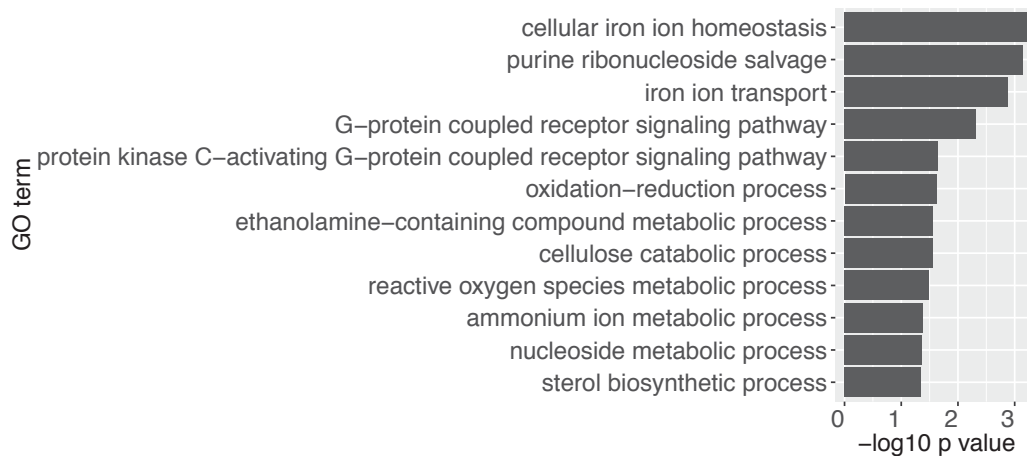 cellular iron ion homeostasis
purine ribonucleoside salvage
iron ion transport
G−protein coupled receptor signaling pathway
protein kinase C−activating G−protein coupled receptor signaling pathway
oxidation−reduction process
ethanolamine−containing compound metabolic process
cellulose catabolic process
reactive oxygen species metabolic process
ammonium ion metabolic process
nucleoside metabolic process
sterol biosynthetic process
GO term
0 1 2 3
−log10 p value